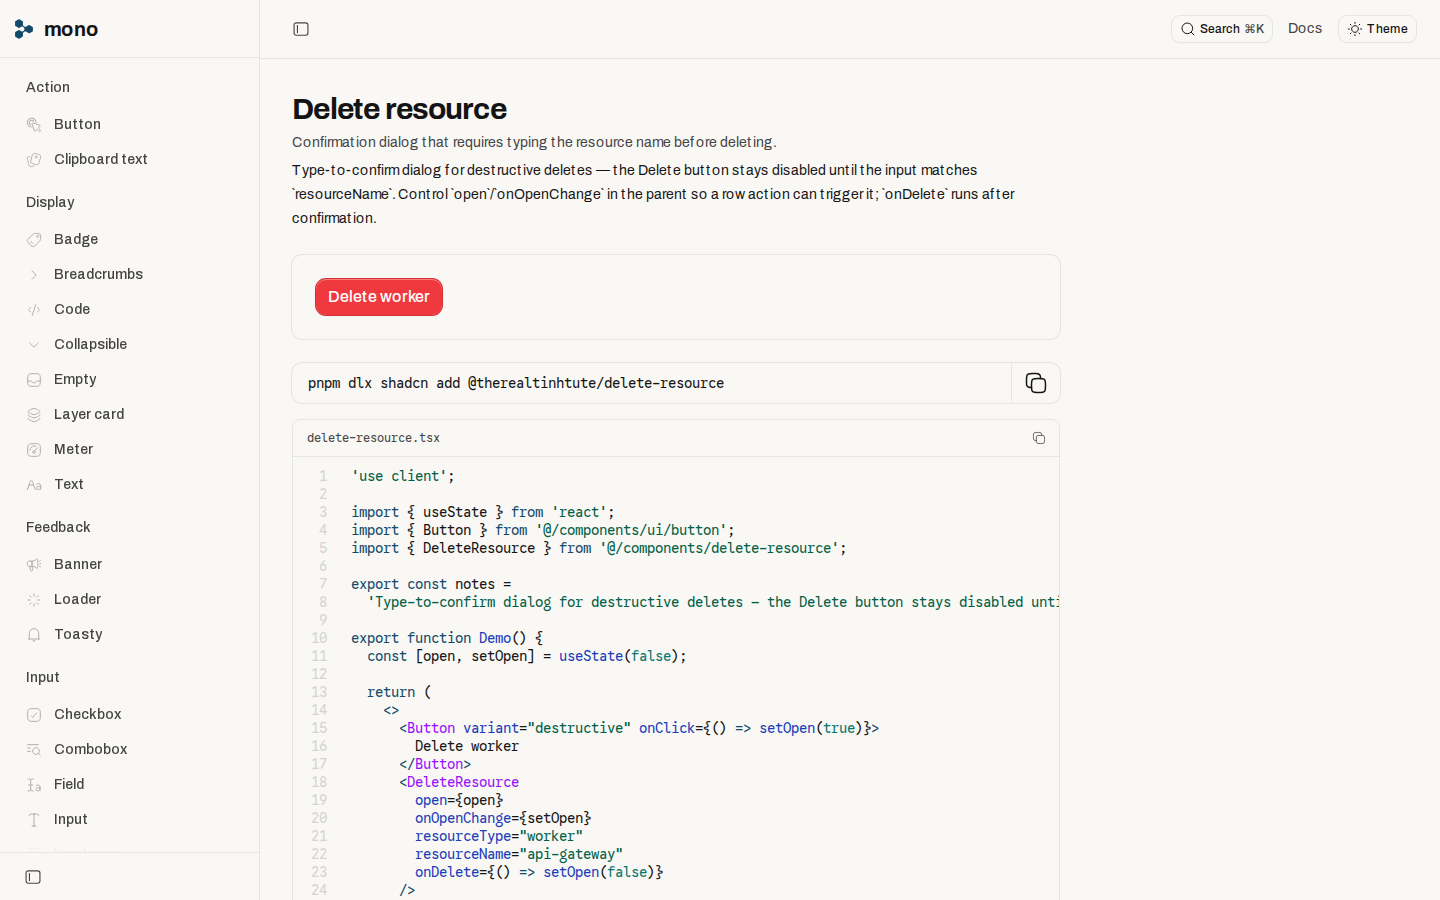 mono
Search ⌘K
Docs
Theme
Action
Button
Clipboard text
Display
Badge
Breadcrumbs
Code
Collapsible
Empty
Layer card
Meter
Text
Feedback
Banner
Loader
Toasty
Input
Checkbox
Combobox
Field
Input
Delete resource
Confirmation dialog that requires typing the resource name before deleting.
Type-to-confirm dialog for destructive deletes — the Delete button stays disabled until the input matches
`resourceName`. Control `open`/`onOpenChange` in the parent so a row action can trigger it; `onDelete` runs after
confirmation.
Delete worker
pnpm dlx shadcn add @therealtinhtute/delete-resource
delete-resource.tsx
1 'use client';
2
3 import { useState } from 'react';
4 import { Button } from '@/components/ui/button';
5 import { DeleteResource } from '@/components/delete-resource';
6
7 export const notes =
8 'Type-to-confirm dialog for destructive deletes — the Delete button stays disabled unti
9
10 export function Demo() {
11 const [open, setOpen] = useState(false);
12
13 return (
14 <>
15 <Button variant="destructive" onClick={() => setOpen(true)}>
16 Delete worker
17 </Button>
18 <DeleteResource
19 open={open}
20 onOpenChange={setOpen}
21 resourceType="worker"
22 resourceName="api-gateway"
23 onDelete={() => setOpen(false)}
24 />